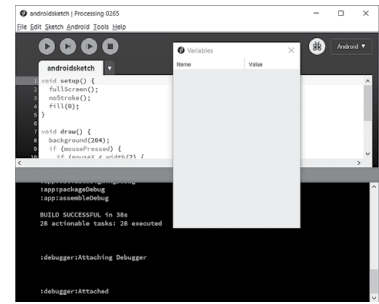 androidsketch | Processing 0265
File Edit Sketch Android Tools Help
Android ▼
androidsketch
1 void setup() {
2 fullScreen();
3 noStroke();
4 fill(0);
5 }
6
7 void draw() {
8 background(204);
9 if (mousePressed) {
10 if (mouseX < width/2) {
Variables
Name Value
:app:packageDebug
:app:assembleDebug
BUILD SUCCESSFUL in 38s
28 actionable tasks: 28 executed
:debugger:Attaching Debugger
:debugger:Attached